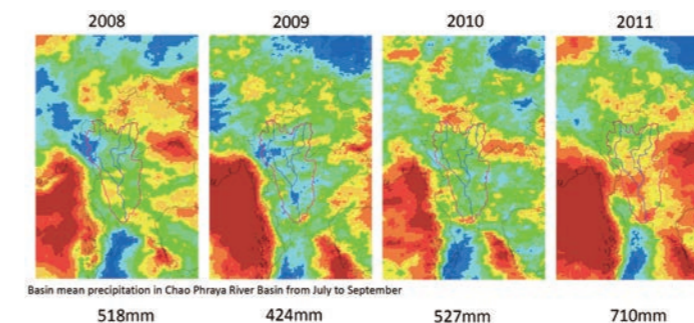 2008 2009 2010 2011
Basin mean precipitation in Chao Phraya River Basin from July to September
518mm 424mm 527mm 710mm